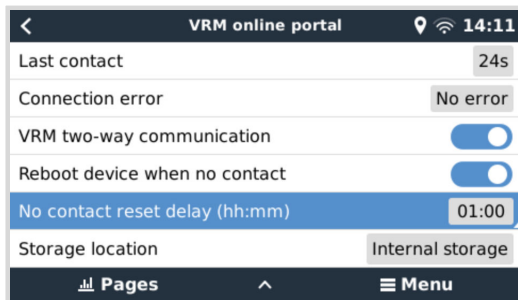 VRM online portal 14:11
Last contact 24s
Connection error No error
VRM two-way communication
Reboot device when no contact
No contact reset delay (hh:mm) 01:00
Storage location Internal storage
Pages Menu